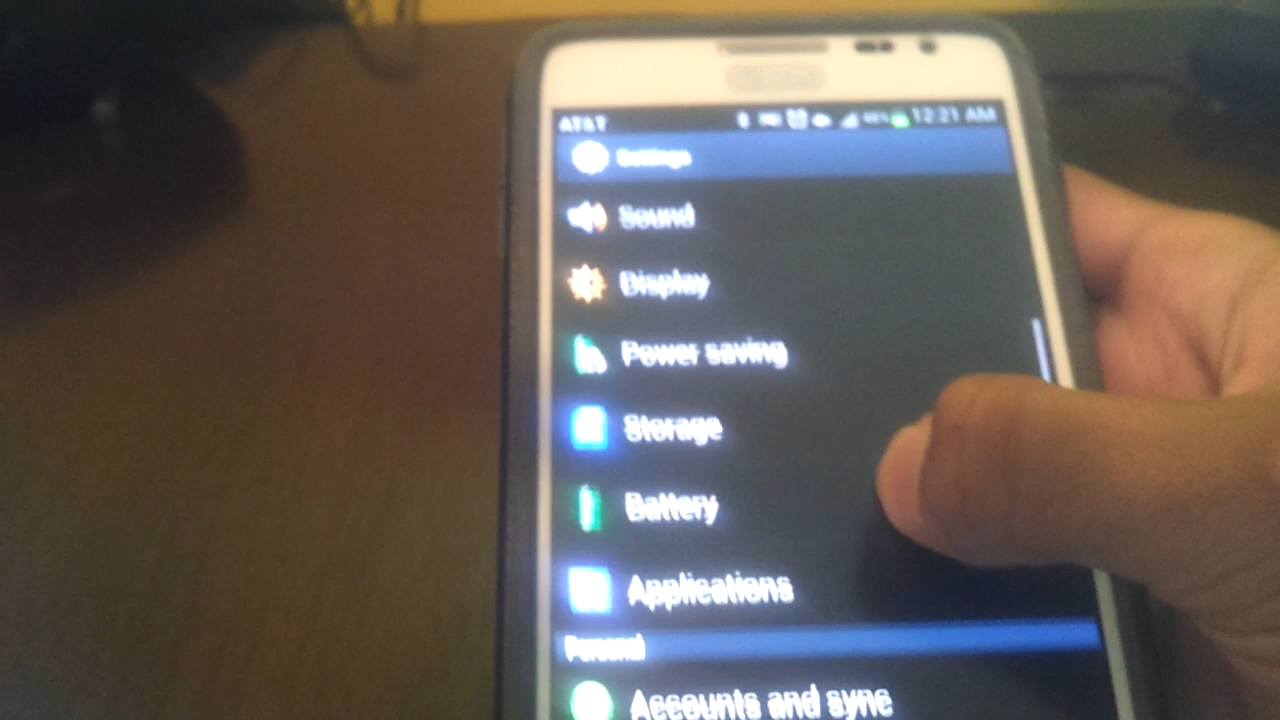 AT&T 12:21 AM
Settings
Sound
Display
Power saving
Storage
Battery
Applications
Personal
Accounts and sync